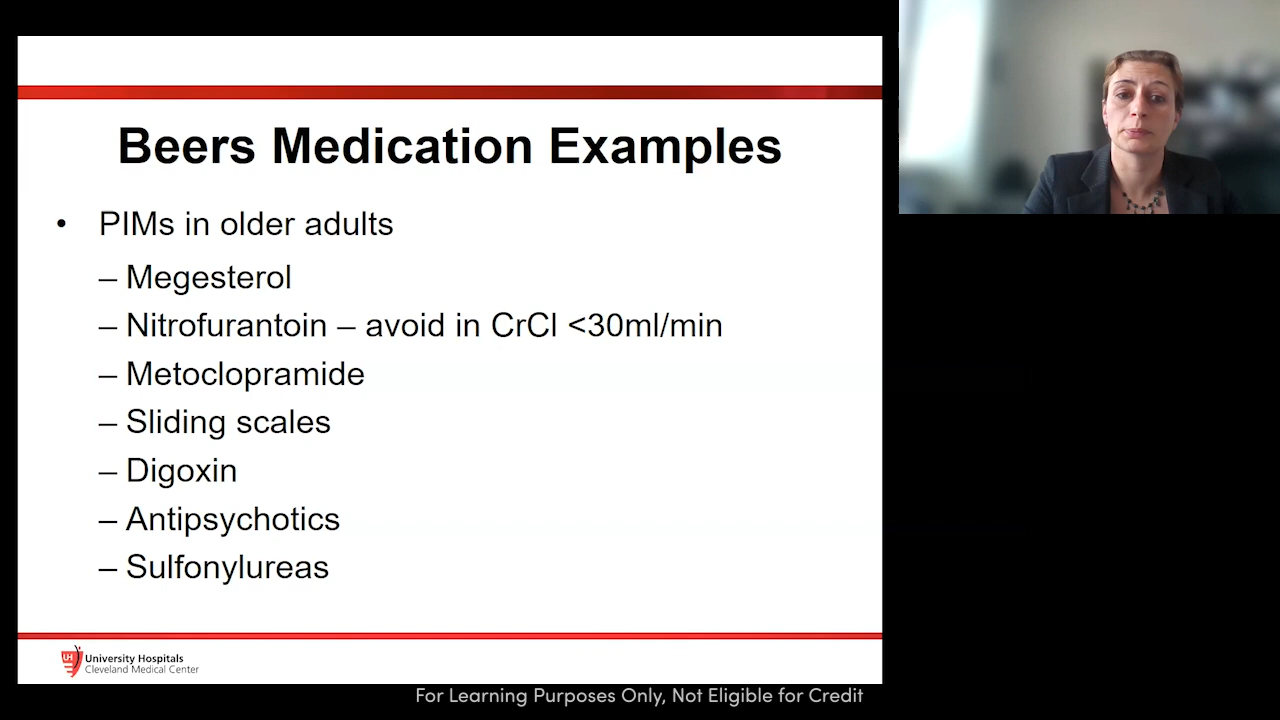 Beers Medication Examples
• PIMs in older adults
– Megesterol
– Nitrofurantoin – avoid in CrCl <30ml/min
– Metoclopramide
– Sliding scales
– Digoxin
– Antipsychotics
– Sulfonylureas
UH
University Hospitals
Cleveland Medical Center
For Learning Purposes Only, Not Eligible for Credit